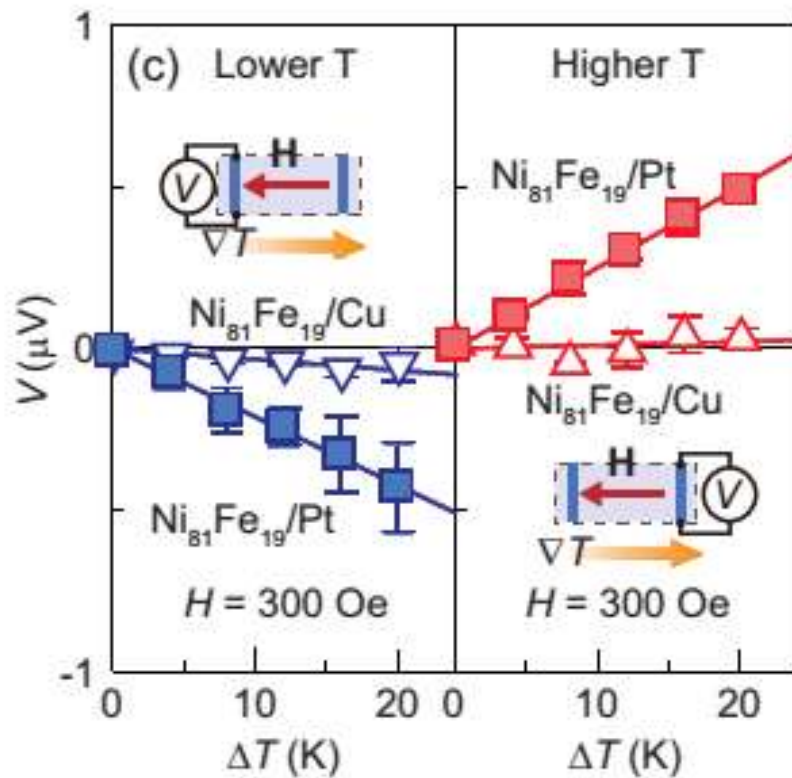 1
(c) Lower T
Higher T
H
V
∇T
Ni81Fe19/Pt
Ni81Fe19/Cu
V (μV)
0
Ni81Fe19/Cu
Ni81Fe19/Pt
H
V
∇T
H = 300 Oe
H = 300 Oe
-1
0 10 20 0 10 20
ΔT (K) ΔT (K)